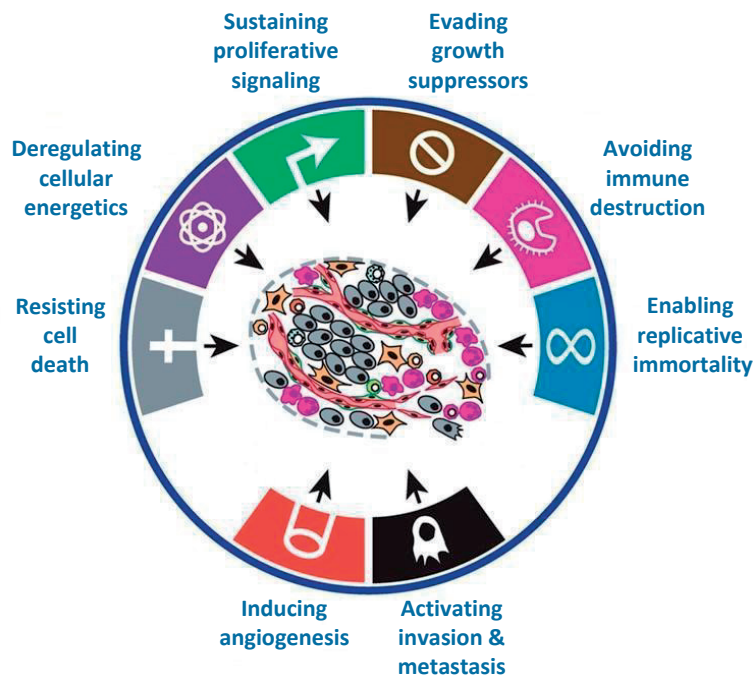 Sustaining
proliferative
signaling
Evading
growth
suppressors
Deregulating
cellular
energetics
Avoiding
immune
destruction
Resisting
cell
death
Enabling
replicative
immortality
Inducing
angiogenesis
Activating
invasion &
metastasis